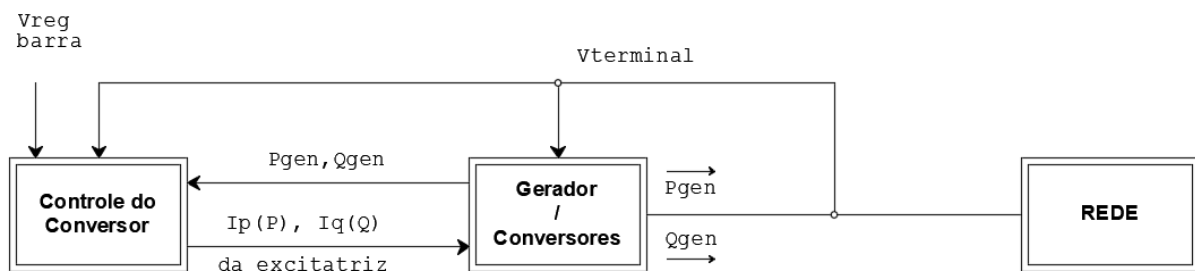 Vreg
barra
Vterminal
Pgen,Qgen
Controle do
Conversor
Ip(P), Iq(Q)
da excitatriz
Gerador
/
Conversores
Pgen
Qgen
REDE